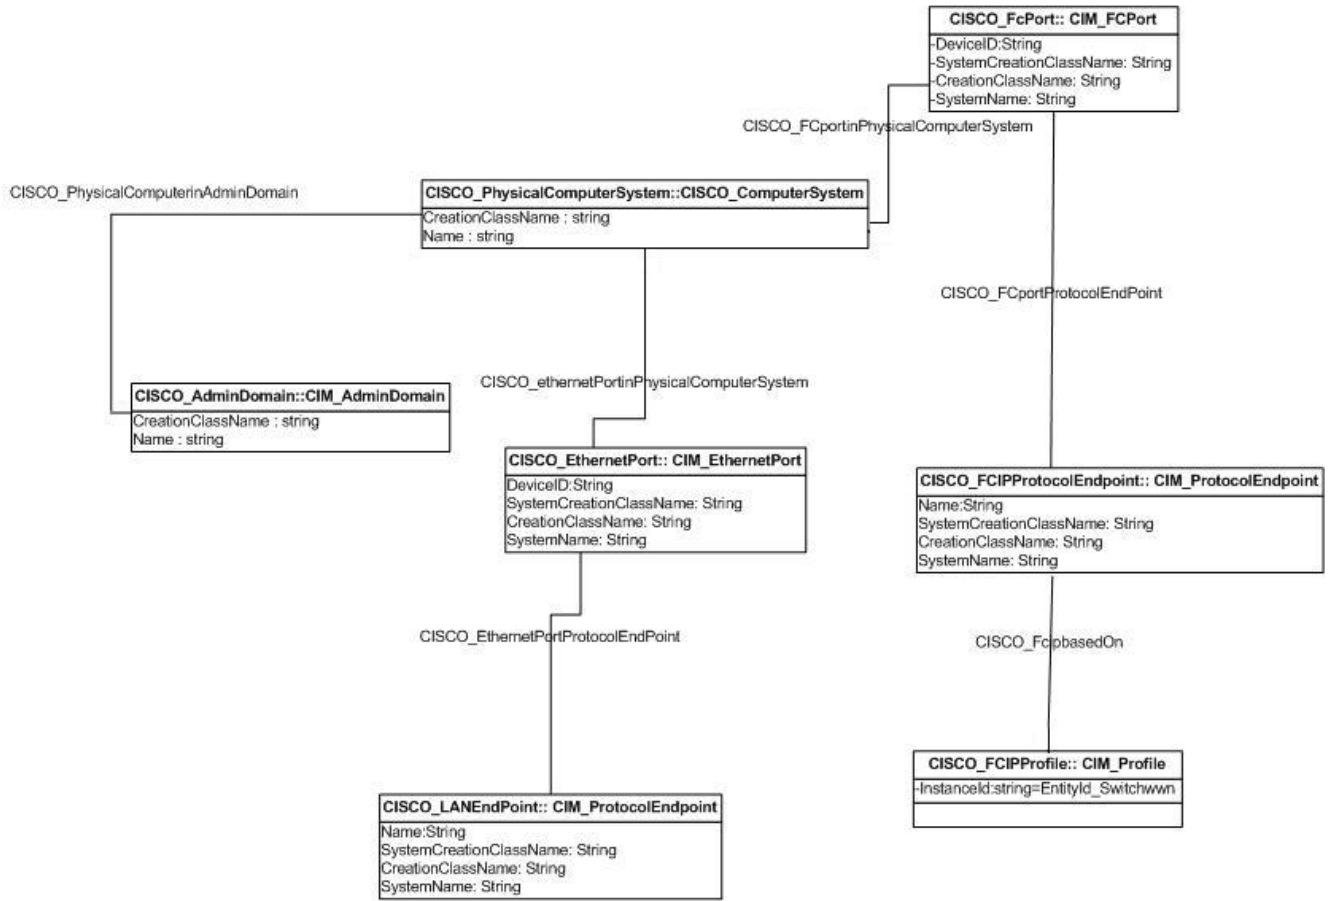 CISCO_FcPort:: CIM_FCPort
-DeviceID:String
-SystemCreationClassName: String
-CreationClassName: String
-SystemName: String
CISCO_FCportinPhysicalComputerSystem
CISCO_PhysicalComputerinAdminDomain
CISCO_PhysicalComputerSystem::CISCO_ComputerSystem
CreationClassName : string
Name : string
CISCO_FCportProtocolEndPoint
CISCO_ethernetPortinPhysicalComputerSystem
CISCO_AdminDomain::CIM_AdminDomain
CreationClassName : string
Name : string
CISCO_EthernetPort:: CIM_EthernetPort
DeviceID:String
SystemCreationClassName: String
CreationClassName: String
SystemName: String
CISCO_FCIPProtocolEndpoint:: CIM_ProtocolEndpoint
Name:String
SystemCreationClassName: String
CreationClassName: String
SystemName: String
CISCO_EthernetPortProtocolEndPoint
CISCO_FcipbasedOn
CISCO_FCIPProfile:: CIM_Profile
-InstanceId:string=EntityId_Switchwwn
CISCO_LANEndPoint:: CIM_ProtocolEndpoint
Name:String
SystemCreationClassName: String
CreationClassName: String
SystemName: String